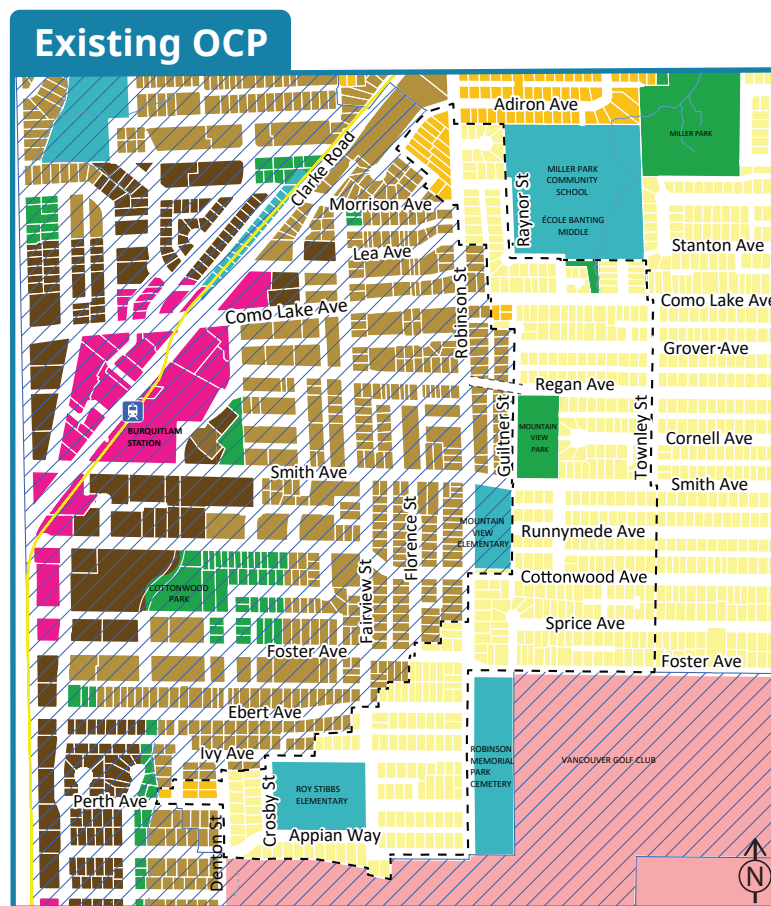 Existing OCP
Adiron Ave
MILLER PARK
Clarke Road
MILLER PARK
COMMUNITY
SCHOOL
ÉCOLE BANTING
MIDDLE
Raynor St
Morrison Ave
Stanton Ave
Lea Ave
Robinson St
Como Lake Ave
Como Lake Ave
Grover Ave
Regan Ave
Guiltner St
Townley St
BURQUITLAM
STATION
MOUNTAIN
VIEW
PARK
Cornell Ave
Smith Ave
Smith Ave
Florence St
MOUNTAIN
VIEW
ELEMENTARY
Runnymede Ave
Cottonwood Ave
COTTONWOOD
PARK
Fairview St
Sprice Ave
Foster Ave
Foster Ave
Ebert Ave
Ivy Ave
ROBINSON
MEMORIAL
PARK
CEMETERY
VANCOUVER GOLF CLUB
Perth Ave
Crosby St
ROY STIBBS
ELEMENTARY
Denton St
Appian Way
N